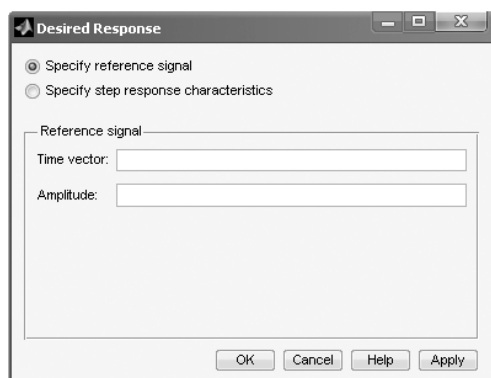 Desired Response
Specify reference signal
Specify step response characteristics
Reference signal
Time vector:
Amplitude:
OK Cancel Help Apply